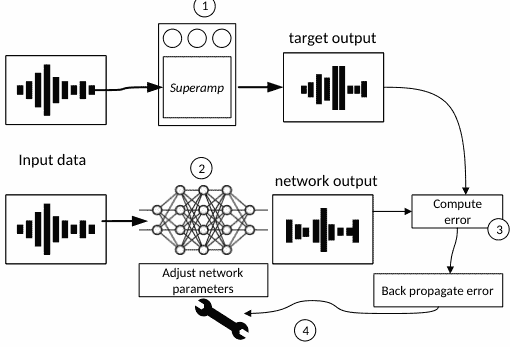 1
target output
Superamp
Input data
2
network output
Compute
error
3
Adjust network
parameters
Back propagate error
4